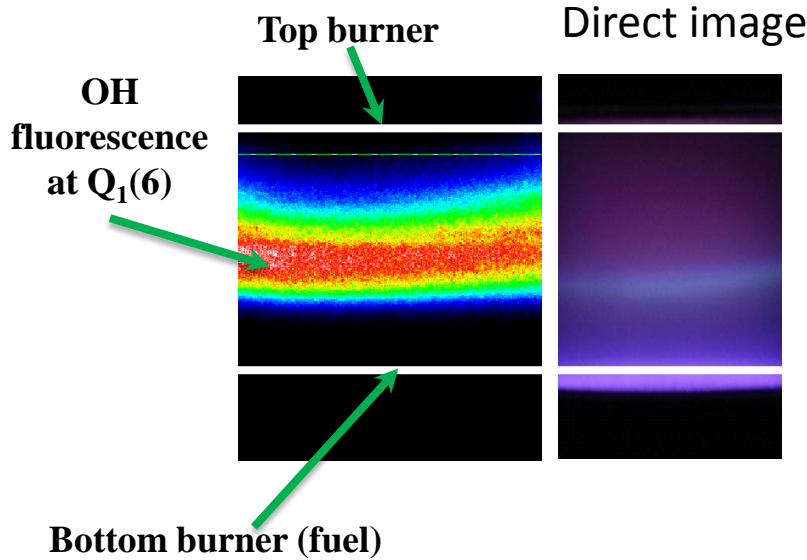 Top burner
Direct image
OH
fluorescence
at Q₁(6)
Bottom burner (fuel)